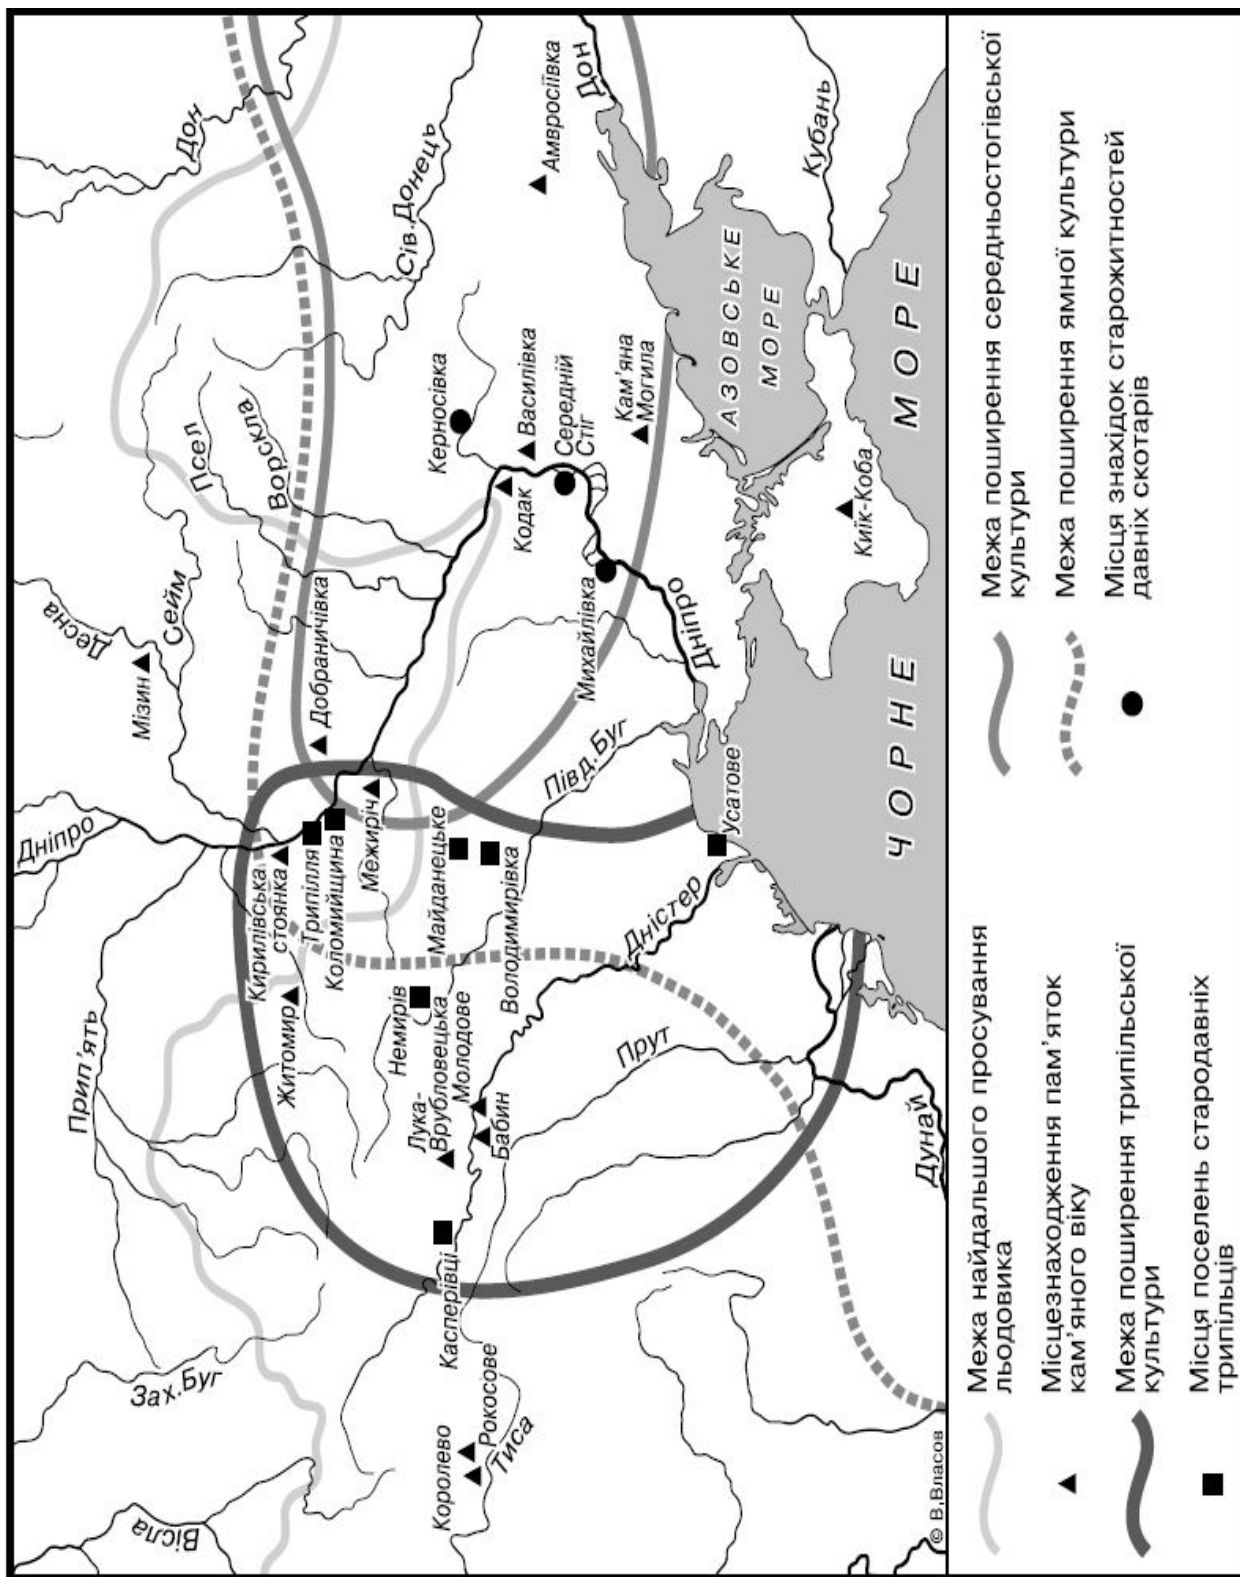 Вісла
Зах.Буг
Прип'ять
Дніпро
Десна
Мізин
Сейм
Псел
Ворскла
Дон
Сів.Донець
Житомир
Кирилівська
стоянка
Трипілля
Коломийщина
Межиріч
Добраничівка
Королево
Рокосове
Тиса
Касперівці
Лука-
Врубловецька
Молодове
Бабин
Немирів
Майданецьке
Володимирівка
Кодак
Керносівка
Василівка
Середній
Стіг
Амвросіївка
Дон
Прут
Дністер
Півд.Буг
Михайлівка
Дніпро
Кам'яна
Могила
Усатове
АЗОВСЬКЕ
МОРЕ
Кубань
Киїк-Коба
Дунай
ЧОРНЕ МОРЕ
© В.Власов
Межа найдальшого просування
льодовика
Місцезнаходження пам'яток
кам'яного віку
Межа поширення трипільської
культури
Місця поселень стародавніх
трипільців
Межа поширення середньостогівської
культури
Межа поширення ямної культури
Місця знахідок старожитностей
давніх скотарів